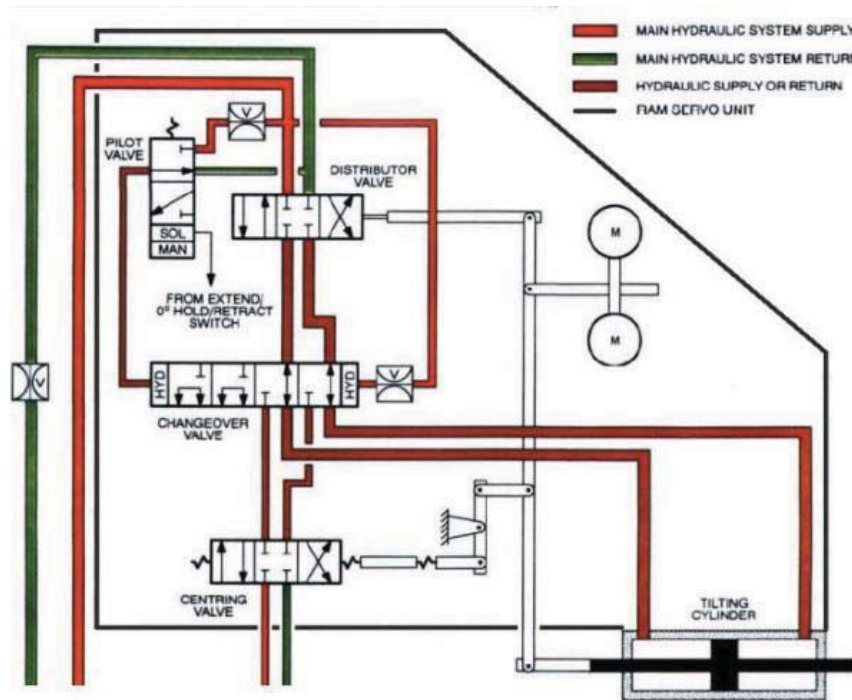 MAIN HYDRAULIC SYSTEM SUPPLY
MAIN HYDRAULIC SYSTEM RETURN
HYDRAULIC SUPPLY OR RETURN
RAM SERVO UNIT
V
PILOT
VALVE
DISTRIBUTOR
VALVE
SOL
MAN
M
FROM EXTEND/
0º HOLD/RETRACT
SWITCH
M
V
HYD
HYD
V
CHANGEOVER
VALVE
CENTRING
VALVE
TILTING
CYLINDER